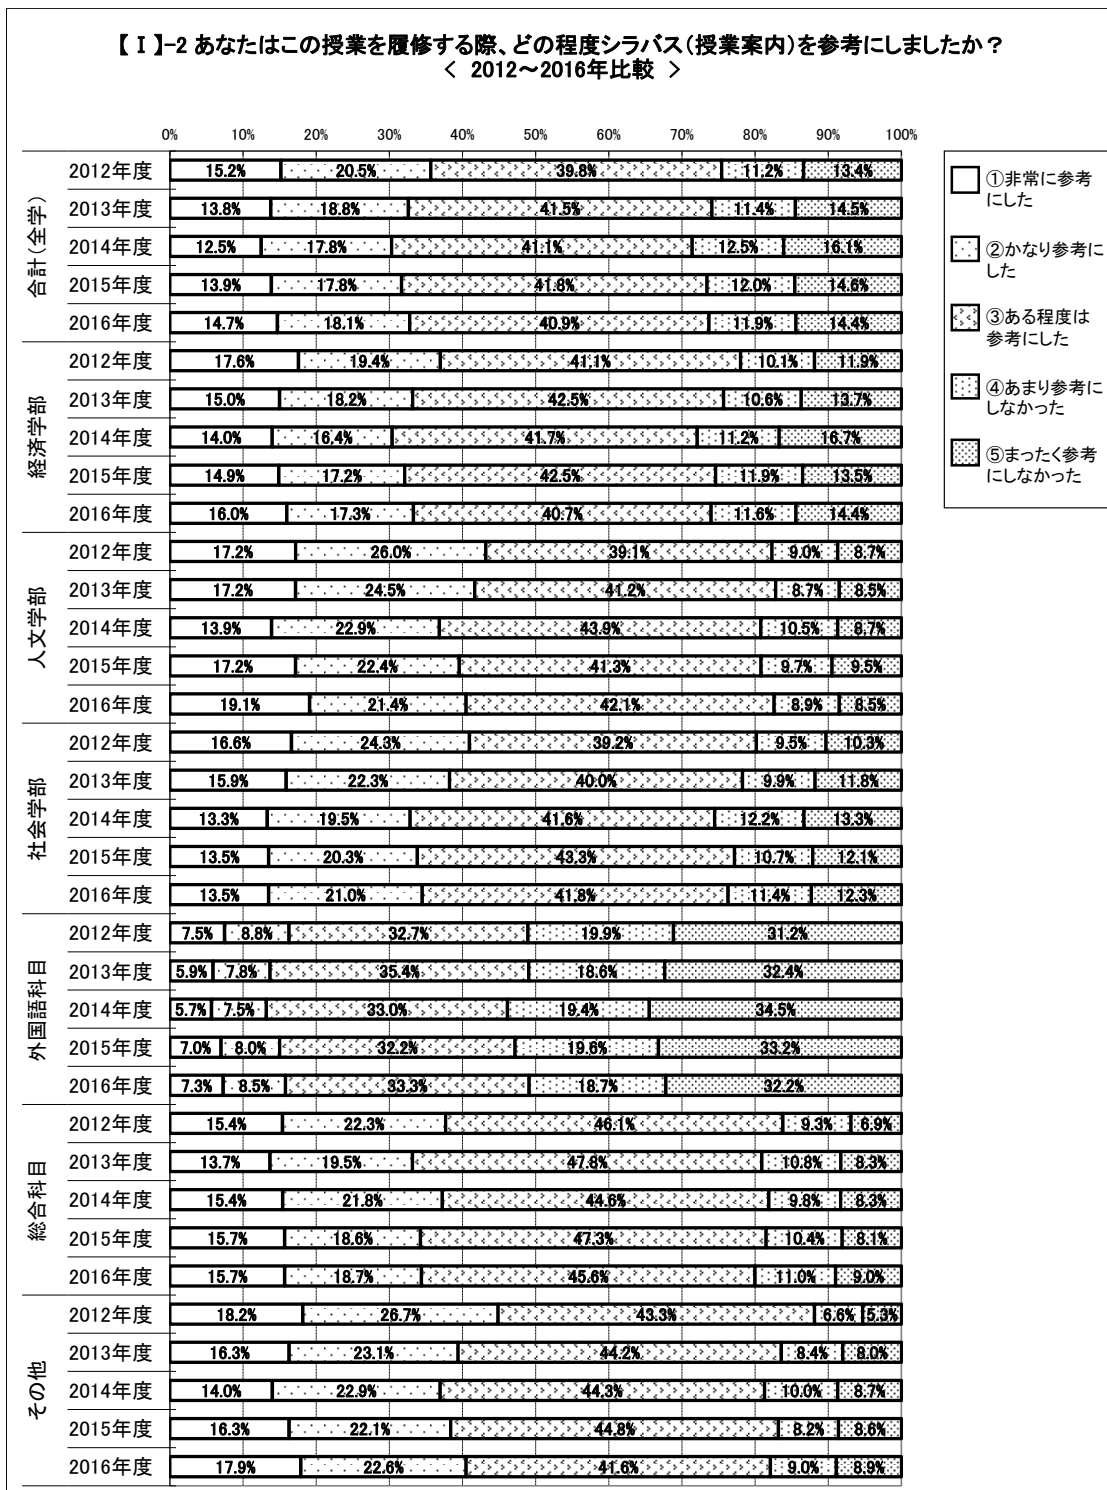 【Ⅰ】-2 あなたはこの授業を履修する際、どの程度シラバス（授業案内）を参考にしましたか？
＜ 2012～2016年比較 ＞
0% 10% 20% 30% 40% 50% 60% 70% 80% 90% 100%
合計（全学）
2012年度 15.2% 20.5% 39.8% 11.2% 13.4%
2013年度 13.8% 18.8% 41.5% 11.4% 14.5%
2014年度 12.5% 17.8% 41.1% 12.5% 16.1%
2015年度 13.9% 17.8% 41.8% 12.0% 14.6%
2016年度 14.7% 18.1% 40.9% 11.9% 14.4%
経済学部
2012年度 17.6% 19.4% 41.1% 10.1% 11.9%
2013年度 15.0% 18.2% 42.5% 10.6% 13.7%
2014年度 14.0% 16.4% 41.7% 11.2% 16.7%
2015年度 14.9% 17.2% 42.5% 11.9% 13.5%
2016年度 16.0% 17.3% 40.7% 11.6% 14.4%
人文学部
2012年度 17.2% 26.0% 39.1% 9.0% 8.7%
2013年度 17.2% 24.5% 41.2% 8.7% 8.5%
2014年度 13.9% 22.9% 43.9% 10.5% 8.7%
2015年度 17.2% 22.4% 41.3% 9.7% 9.5%
2016年度 19.1% 21.4% 42.1% 8.9% 8.5%
社会学部
2012年度 16.6% 24.3% 39.2% 9.5% 10.3%
2013年度 15.9% 22.3% 40.0% 9.9% 11.8%
2014年度 13.3% 19.5% 41.6% 12.2% 13.3%
2015年度 13.5% 20.3% 43.3% 10.7% 12.1%
2016年度 13.5% 21.0% 41.8% 11.4% 12.3%
外国語科目
2012年度 7.5% 8.8% 32.7% 19.9% 31.2%
2013年度 5.9% 7.8% 35.4% 18.6% 32.4%
2014年度 5.7% 7.5% 33.0% 19.4% 34.5%
2015年度 7.0% 8.0% 32.2% 19.6% 33.2%
2016年度 7.3% 8.5% 33.3% 18.7% 32.2%
総合科目
2012年度 15.4% 22.3% 46.1% 9.3% 6.9%
2013年度 13.7% 19.5% 47.8% 10.8% 8.3%
2014年度 15.4% 21.8% 44.6% 9.8% 8.3%
2015年度 15.7% 18.6% 47.3% 10.4% 8.1%
2016年度 15.7% 18.7% 45.6% 11.0% 9.0%
その他
2012年度 18.2% 26.7% 43.3% 6.6% 5.3%
2013年度 16.3% 23.1% 44.2% 8.4% 8.0%
2014年度 14.0% 22.9% 44.3% 10.0% 8.7%
2015年度 16.3% 22.1% 44.8% 8.2% 8.6%
2016年度 17.9% 22.6% 41.6% 9.0% 8.9%
①非常に参考
にした
②かなり参考に
した
③ある程度は
参考にした
④あまり参考に
しなかった
⑤まったく参考
にしなかった